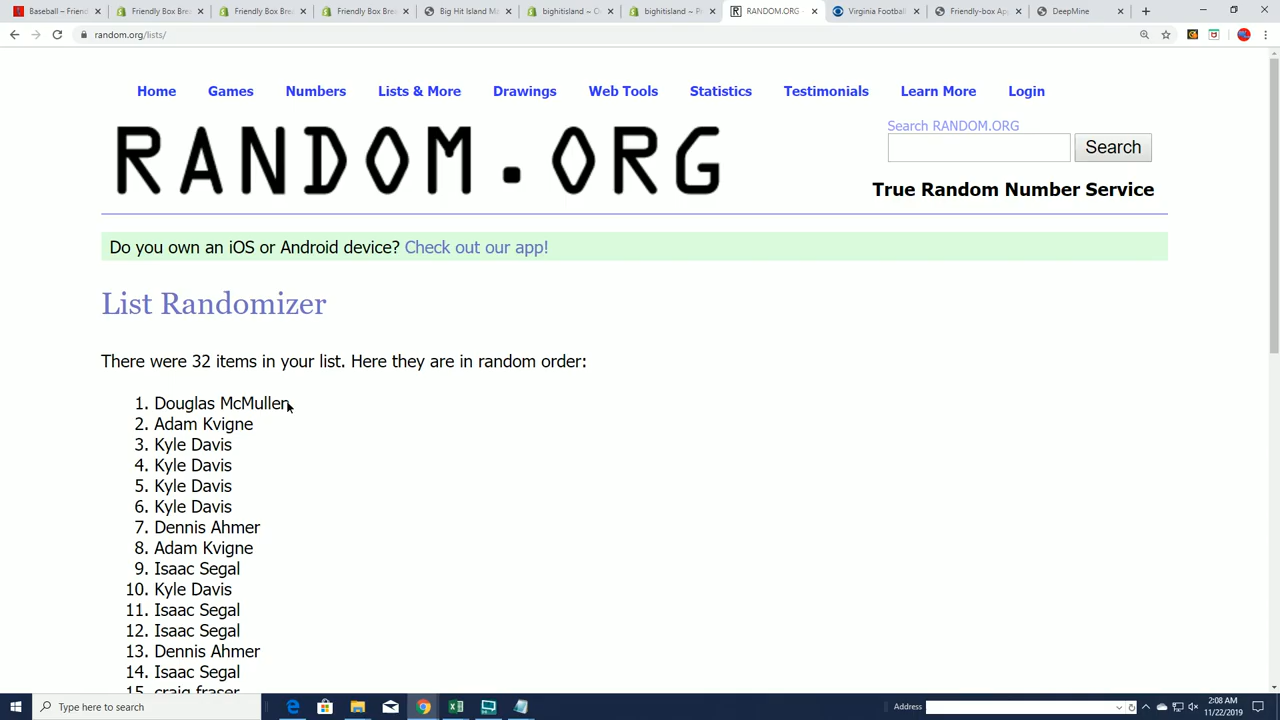 Baseball – Friend
Friendly Box Bre
Friendly Box Bre
Friendly Box Bre
Big Hit Island M
bighitisland ~ C
bighitisland ~ P
RANDOM.ORG
Virginia Football
Friendly-box Ap
DeepMine
random.org/lists/
Home Games Numbers Lists & More Drawings Web Tools Statistics Testimonials Learn More Login
RANDOM.ORG
Search RANDOM.ORG
Search
True Random Number Service
Do you own an iOS or Android device? Check out our app!
List Randomizer
There were 32 items in your list. Here they are in random order:
1. Douglas McMullen
2. Adam Kvigne
3. Kyle Davis
4. Kyle Davis
5. Kyle Davis
6. Kyle Davis
7. Dennis Ahmer
8. Adam Kvigne
9. Isaac Segal
10. Kyle Davis
11. Isaac Segal
12. Isaac Segal
13. Dennis Ahmer
14. Isaac Segal
15. craig fraser
Type here to search
Address
2:08 AM
11/22/2019